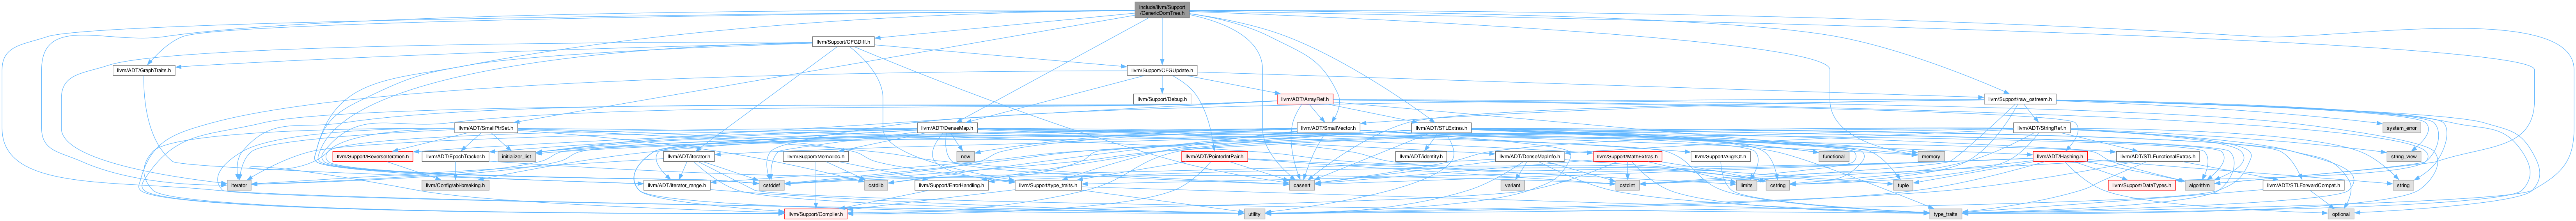 include/llvm/Support
/GenericDomTree.h
llvm/Support/CFGDiff.h
llvm/ADT/GraphTraits.h
llvm/Support/CFGUpdate.h
llvm/Support/Debug.h
llvm/ADT/ArrayRef.h
llvm/Support/raw_ostream.h
llvm/ADT/SmallPtrSet.h
llvm/ADT/DenseMap.h
llvm/ADT/SmallVector.h
llvm/ADT/STLExtras.h
llvm/ADT/StringRef.h
system_error
llvm/Support/ReverseIteration.h
llvm/ADT/EpochTracker.h
initializer_list
llvm/ADT/iterator.h
llvm/Support/MemAlloc.h
new
llvm/ADT/PointerIntPair.h
llvm/ADT/identity.h
llvm/ADT/DenseMapInfo.h
llvm/Support/MathExtras.h
llvm/Support/AlignOf.h
functional
memory
llvm/ADT/Hashing.h
llvm/ADT/STLFunctionalExtras.h
string_view
iterator
llvm/Config/abi-breaking.h
llvm/ADT/iterator_range.h
cstddef
cstdlib
llvm/Support/ErrorHandling.h
llvm/Support/type_traits.h
cassert
variant
cstdint
limits
cstring
tuple
llvm/Support/DataTypes.h
algorithm
llvm/ADT/STLForwardCompat.h
string
llvm/Support/Compiler.h
utility
type_traits
optional